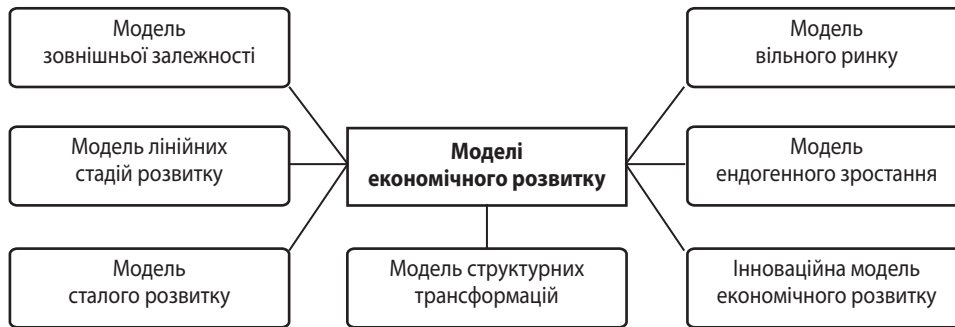 Модель
зовнішньої залежності
Модель
вільного ринку
Модель лінійних
стадій розвитку
Моделі
економічного розвитку
Модель
ендогенного зростання
Модель
сталого розвитку
Модель структурних
трансформацій
Інноваційна модель
економічного розвитку